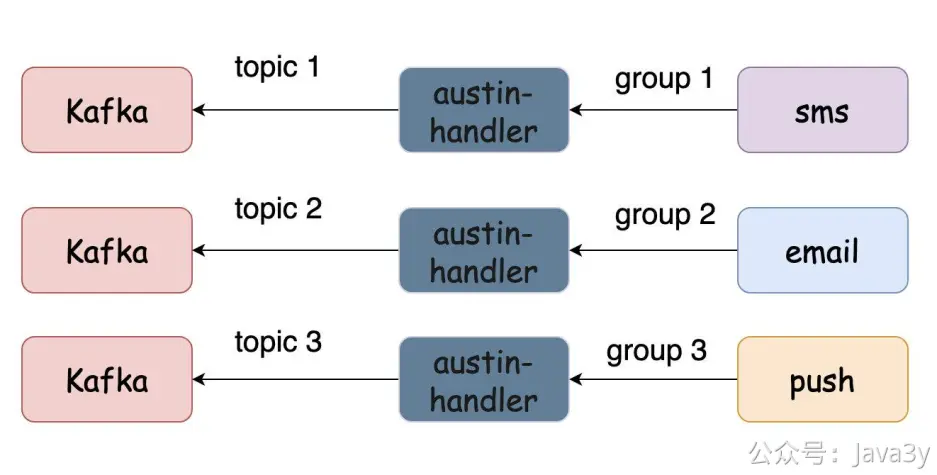 topic 1
group 1
Kafka
austin-
handler
sms
topic 2
group 2
Kafka
austin-
handler
email
topic 3
group 3
Kafka
austin-
handler
push
公众号：Java3y